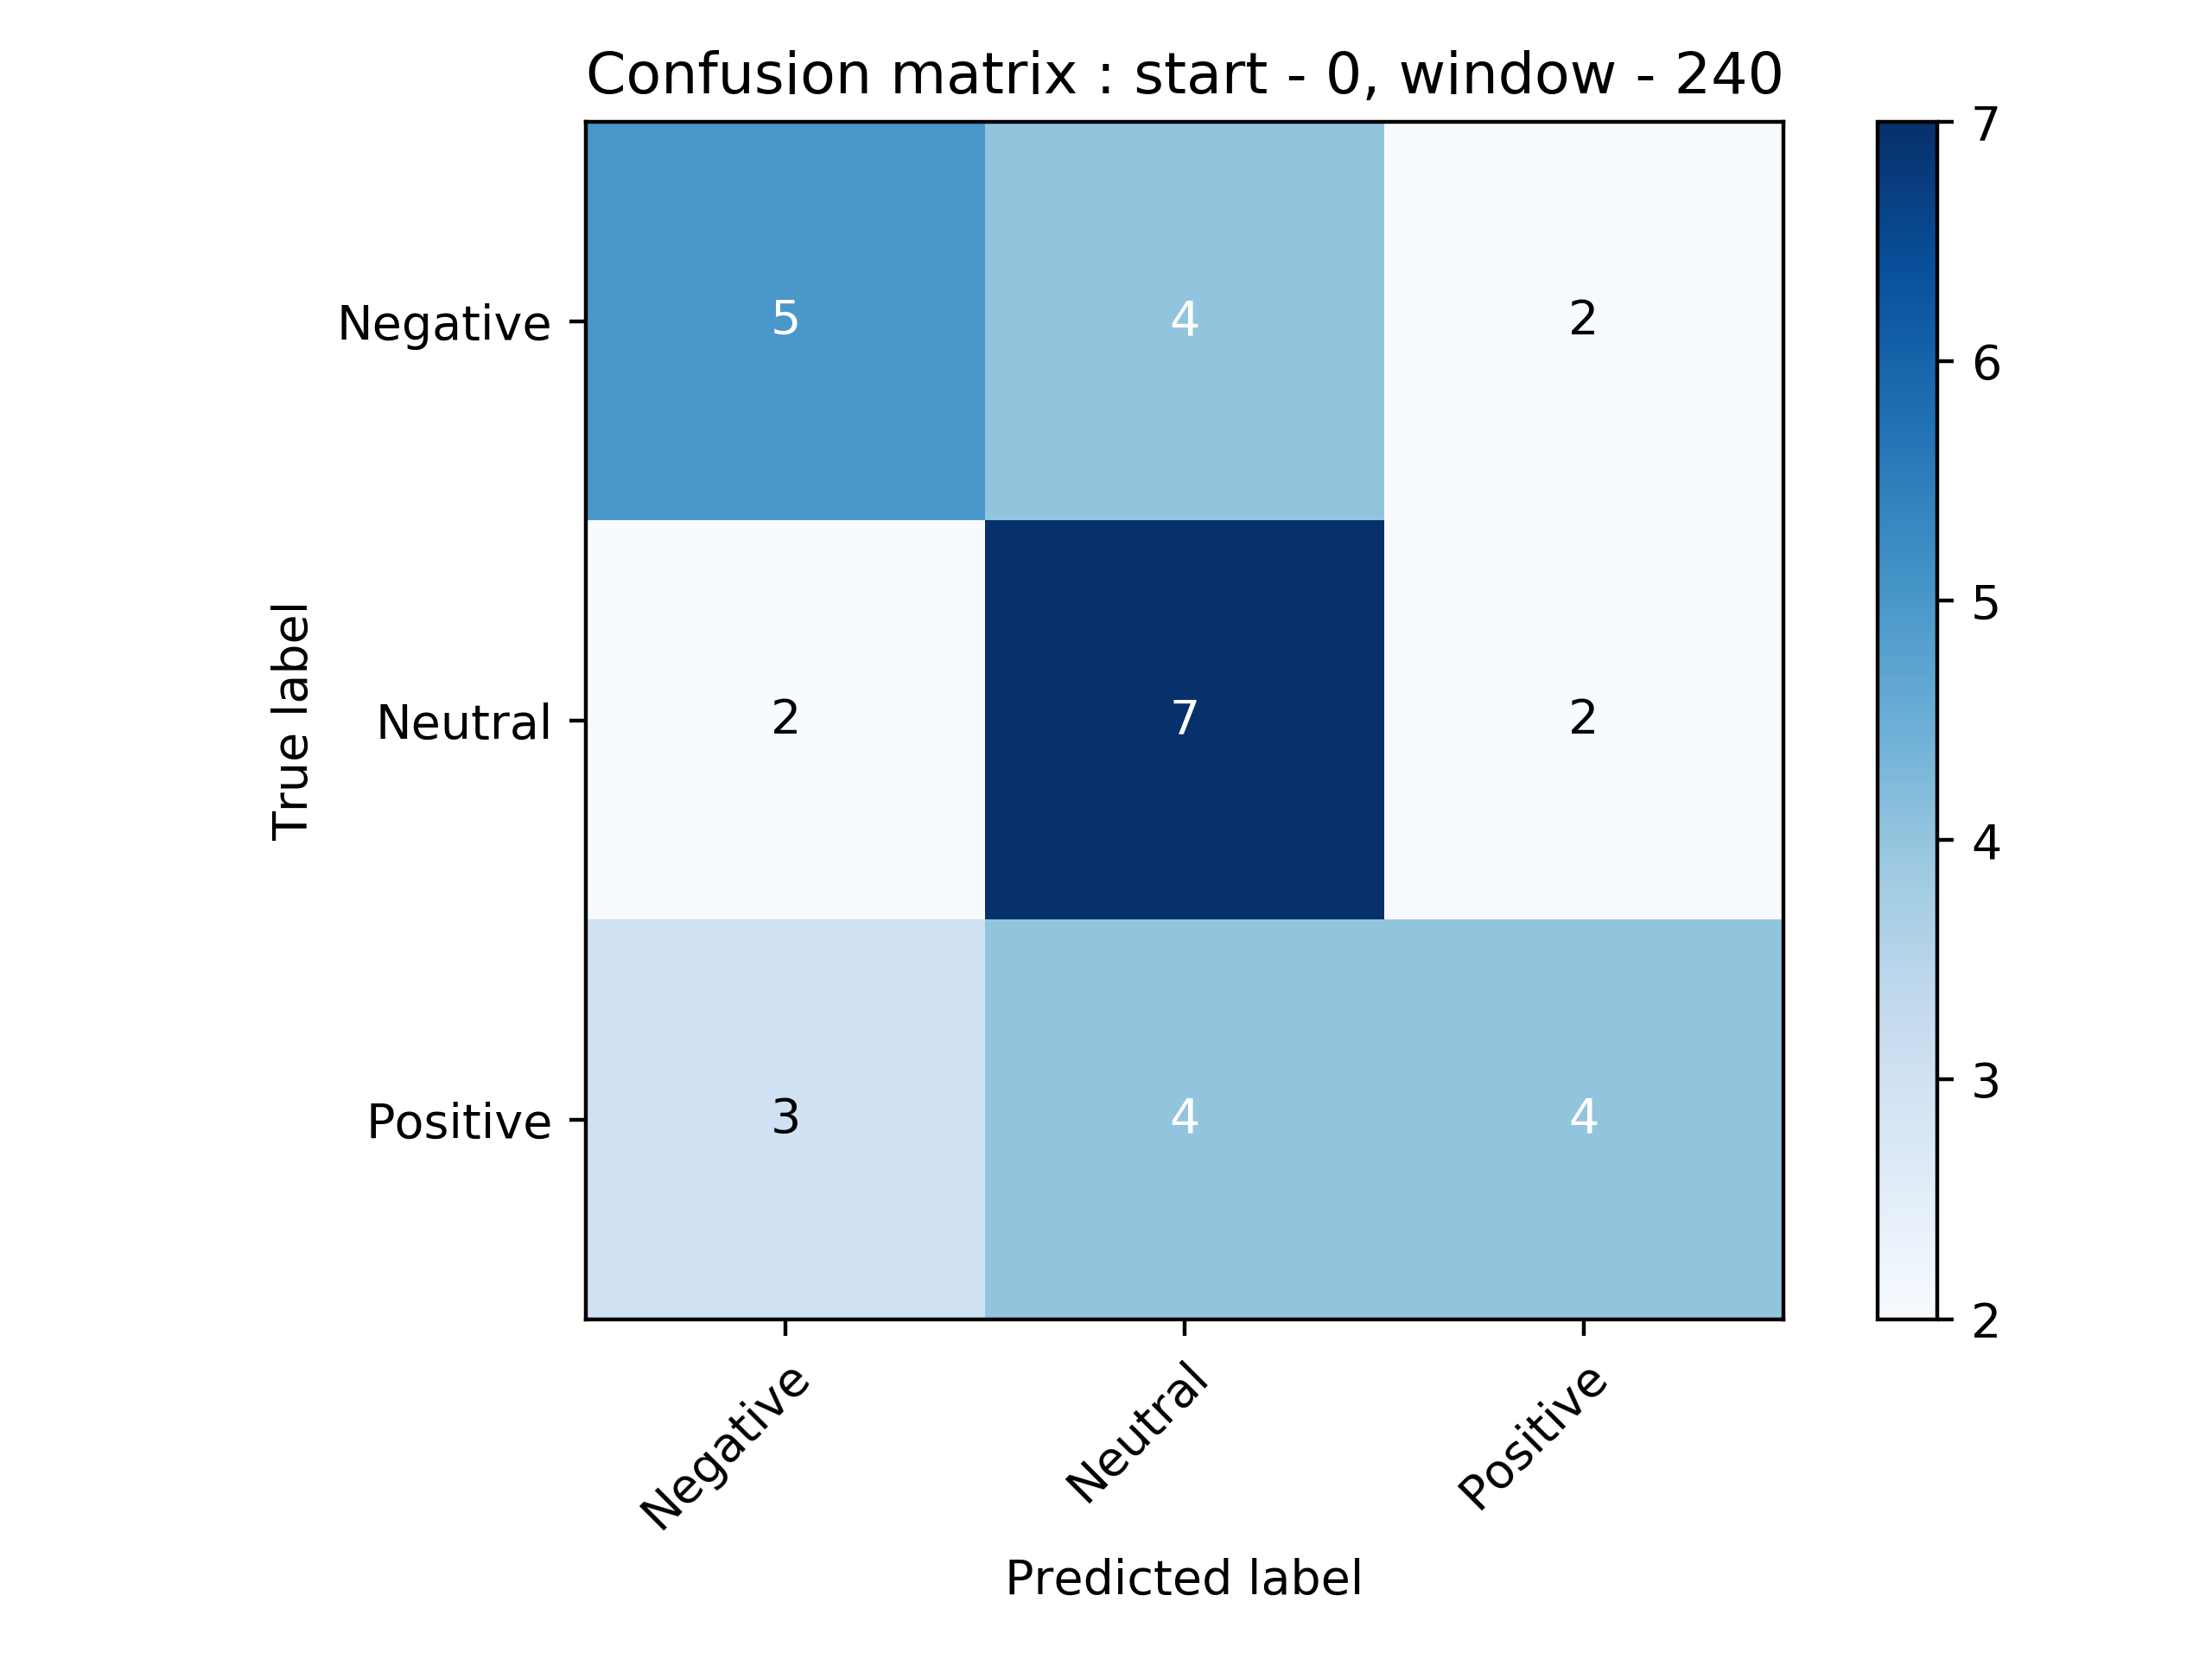 Confusion matrix : start - 0, window - 240
True label
Negative
5 4 2
Neutral
2 7 2
Positive
3 4 4
Negative Neutral Positive
Predicted label
7
6
5
4
3
2